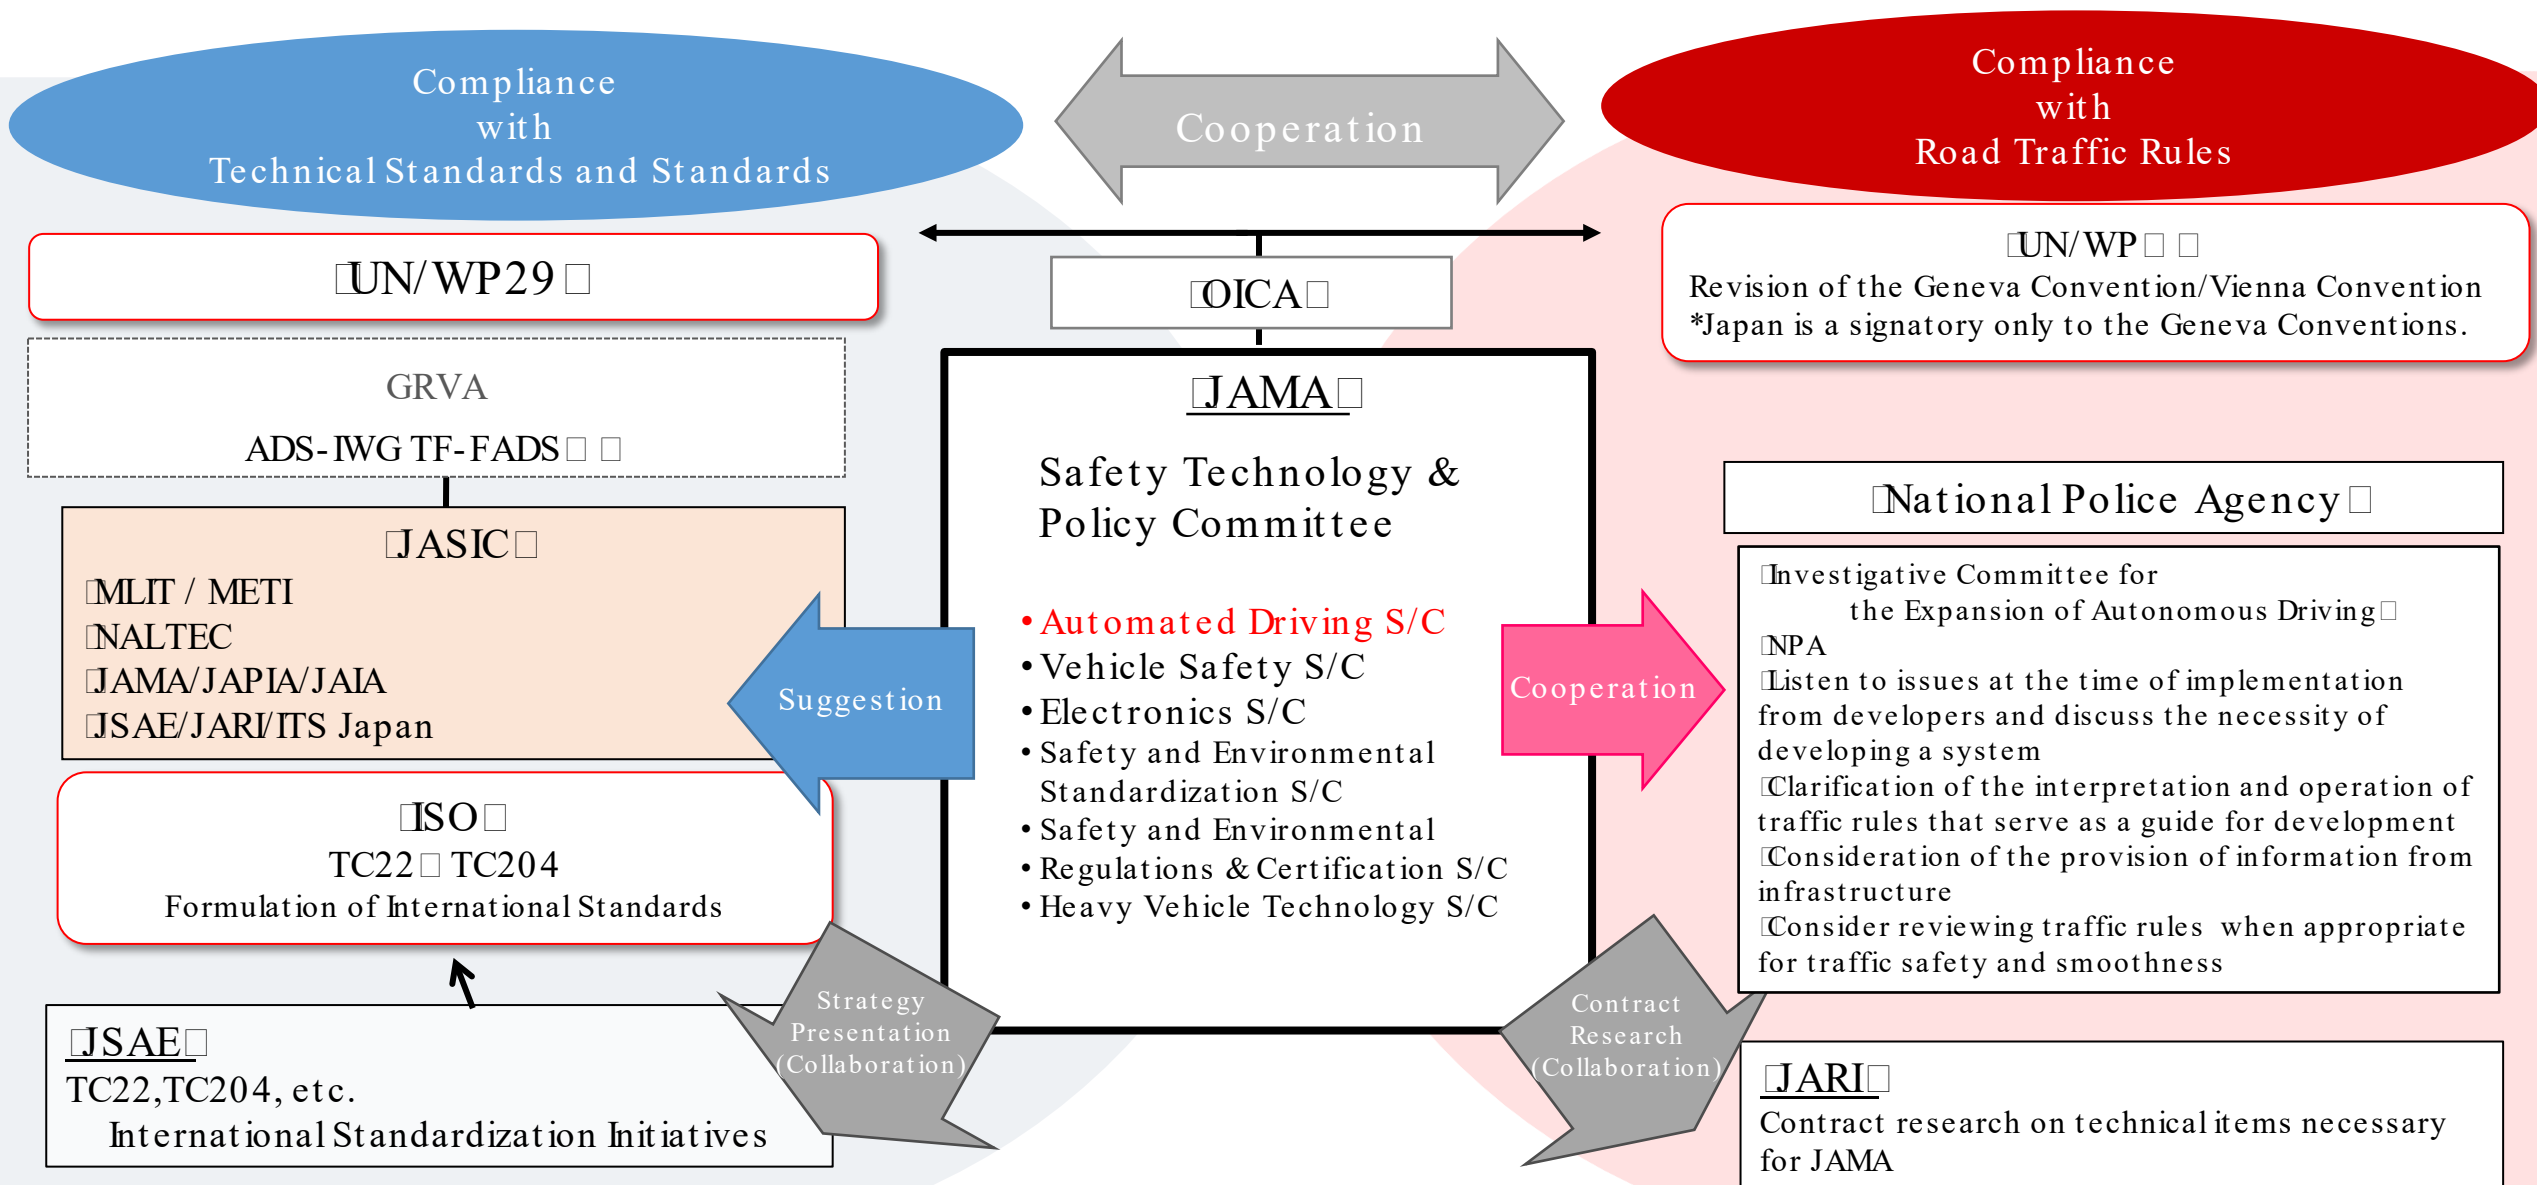 Compliance
with
Technical Standards and Standards
Cooperation
Compliance
with
Road Traffic Rules
□UN/WP29□
□OICA□
□UN/WP□□
Revision of the Geneva Convention/Vienna Convention
*Japan is a signatory only to the Geneva Conventions.
GRVA
ADS-IWG TF-FADS□□
□JASIC□
□MLIT / METI
□NALTEC
□JAMA/JAPIA/JAIA
□JSAE/JARI/ITS Japan
Suggestion
□ISO□
TC22□TC204
Formulation of International Standards
□JSAE□
TC22,TC204, etc.
International Standardization Initiatives
Strategy
Presentation
(Collaboration)
□JAMA□
Safety Technology &
Policy Committee
•Automated Driving S/C
•Vehicle Safety S/C
•Electronics S/C
•Safety and Environmental
Standardization S/C
•Safety and Environmental
•Regulations & Certification S/C
•Heavy Vehicle Technology S/C
Cooperation
Contract
Research
(Collaboration)
□National Police Agency□
□Investigative Committee for
the Expansion of Autonomous Driving□
□NPA
□Listen to issues at the time of implementation
from developers and discuss the necessity of
developing a system
□Clarification of the interpretation and operation of
traffic rules that serve as a guide for development
□Consideration of the provision of information from
infrastructure
□Consider reviewing traffic rules when appropriate
for traffic safety and smoothness
□JARI□
Contract research on technical items necessary
for JAMA